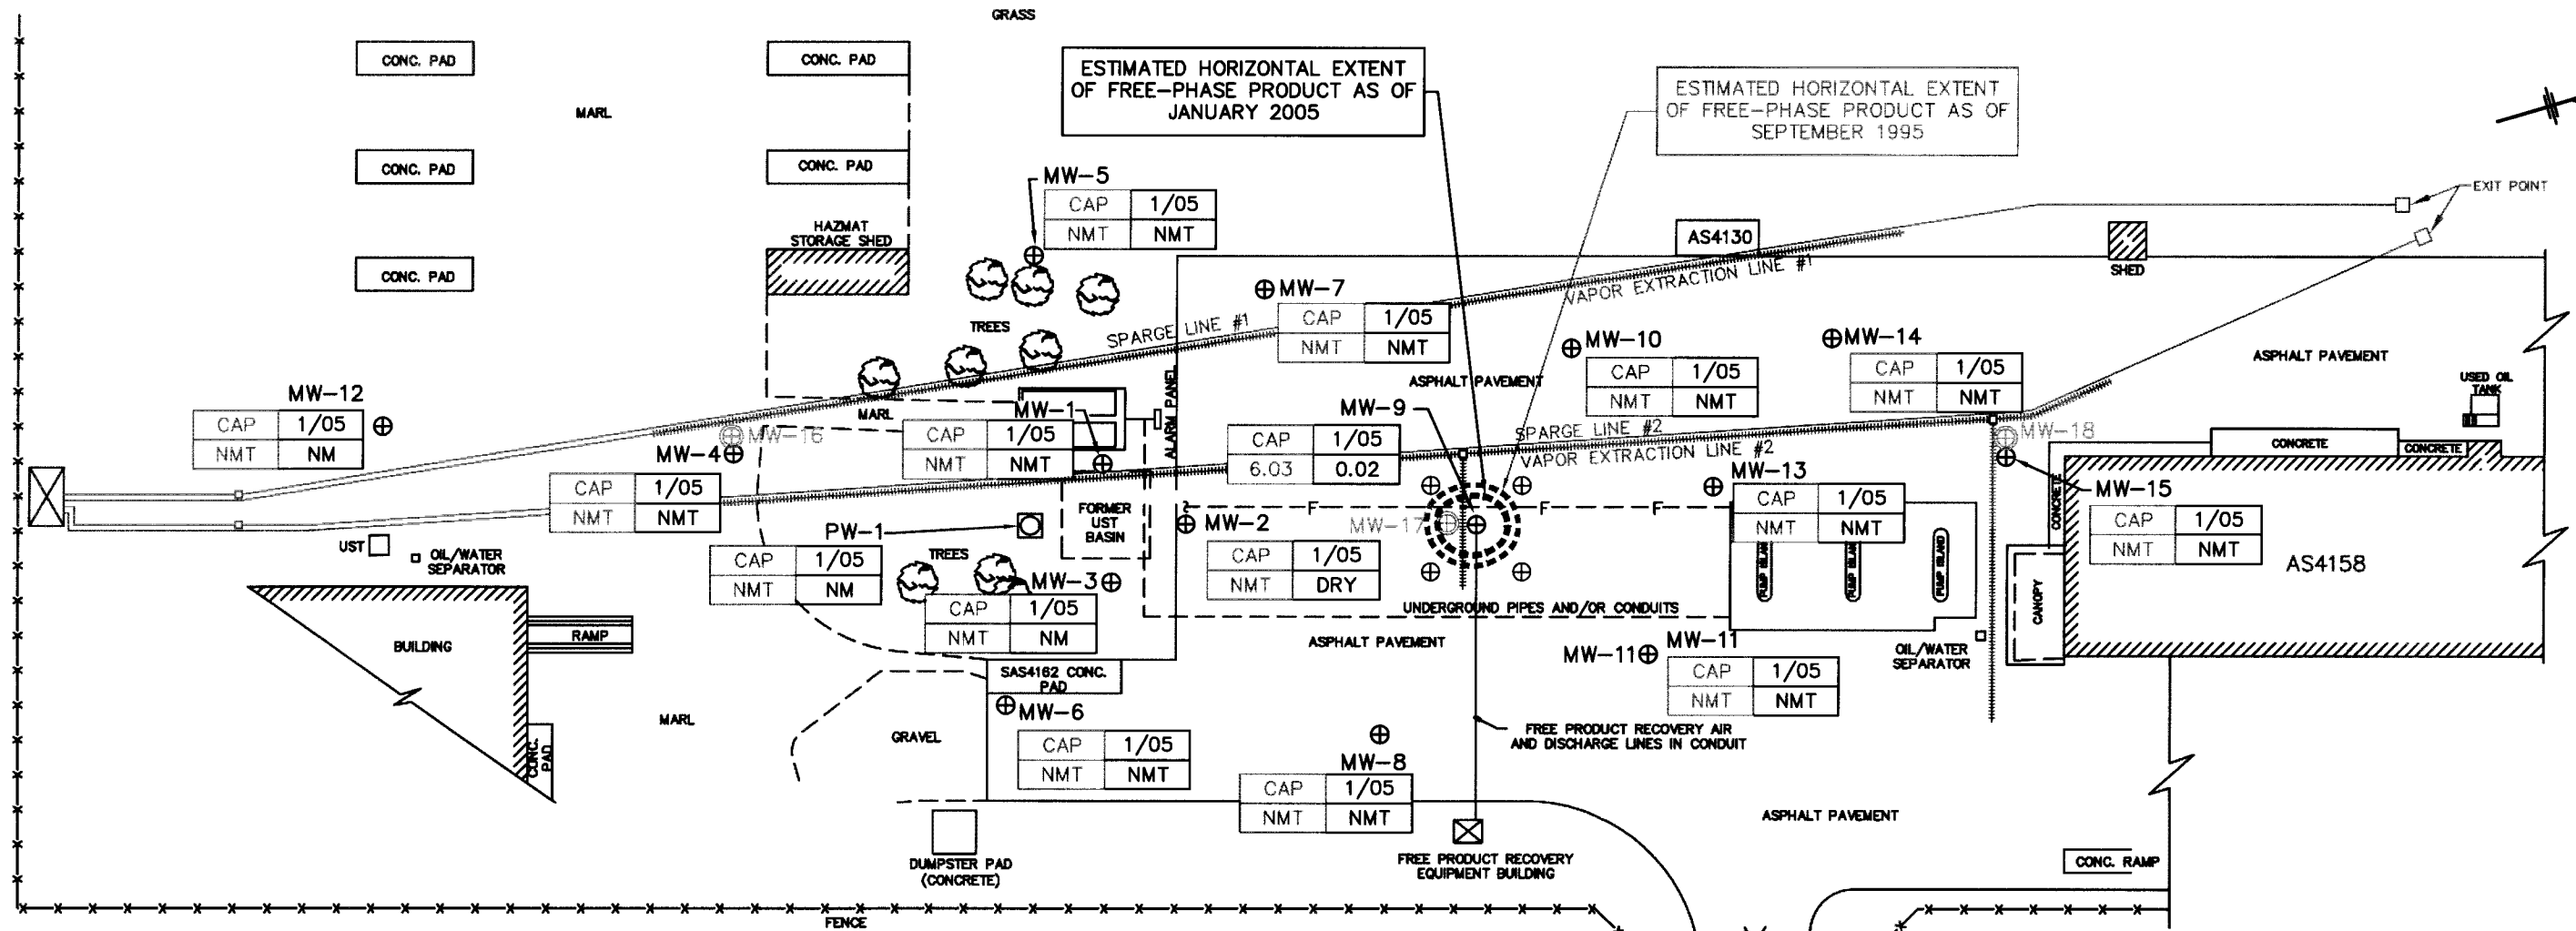 GRASS
CONC. PAD
CONC. PAD
MARL
CONC. PAD
CONC. PAD
CONC. PAD
HAZMAT
STORAGE SHED
ESTIMATED HORIZONTAL EXTENT
OF FREE-PHASE PRODUCT AS OF
JANUARY 2005
ESTIMATED HORIZONTAL EXTENT
OF FREE-PHASE PRODUCT AS OF
SEPTEMBER 1995
EXIT POINT
MW-5
CAP 1/05
NMT NMT
AS4130
SHED
VAPOR EXTRACTION LINE #1
MW-7
CAP 1/05
NMT NMT
TREES
SPARGE LINE #1
MW-10
CAP 1/05
NMT NMT
MW-14
CAP 1/05
NMT NMT
ASPHALT PAVEMENT
ASPHALT PAVEMENT
USED OIL
TANK
MW-12
CAP 1/05
NMT NM
MARL
MW-1
CAP 1/05
NMT NMT
ALARM PANEL
MW-9
CAP 1/05
6.03 0.02
SPARGE LINE #2
VAPOR EXTRACTION LINE #2
MW-16
MW-4
CAP 1/05
NMT NMT
MW-18
CONCRETE
CONCRETE
CONCRETE
MW-13
CAP 1/05
NMT NMT
MW-15
CAP 1/05
NMT NMT
AS4158
FORMER
UST
BASIN
F
F
F
MW-2
CAP 1/05
NMT DRY
MW-17
PW-1
CAP 1/05
NMT NM
UST
OIL/WATER
SEPARATOR
TREES
MW-3
CAP 1/05
NMT NM
PUMP ISLAND
PUMP ISLAND
PUMP ISLAND
CANOPY
UNDERGROUND PIPES AND/OR CONDUITS
ASPHALT PAVEMENT
BUILDING
RAMP
MW-11
MW-11
CAP 1/05
NMT NMT
OIL/WATER
SEPARATOR
SAS4162 CONC.
PAD
MW-6
CAP 1/05
NMT NMT
MARL
GRAVEL
CONC.
PAD
FREE PRODUCT RECOVERY AIR
AND DISCHARGE LINES IN CONDUIT
MW-8
CAP 1/05
NMT NMT
ASPHALT PAVEMENT
DUMPSTER PAD
(CONCRETE)
FREE PRODUCT RECOVERY
EQUIPMENT BUILDING
CONC. RAMP
FENCE